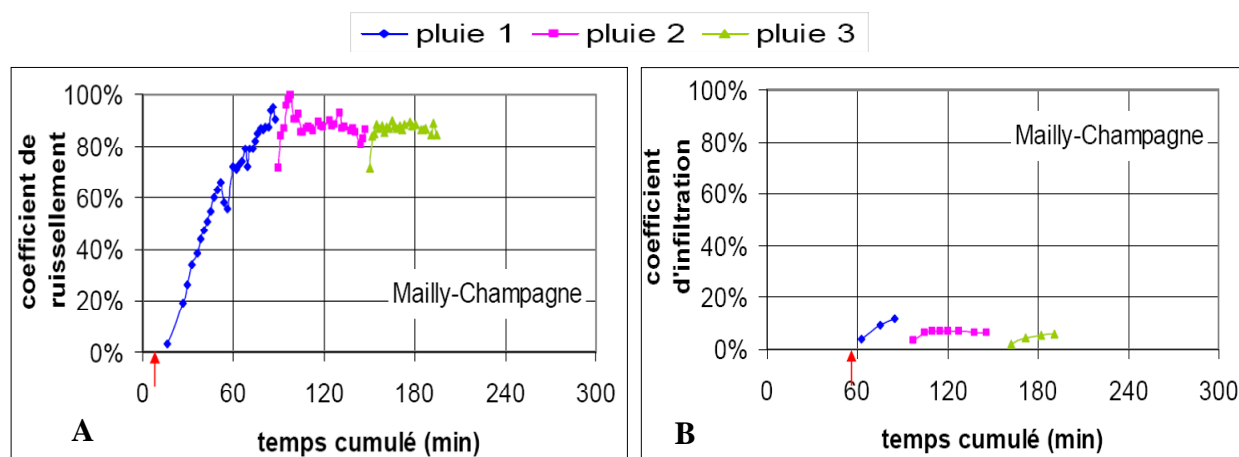 pluie 1 pluie 2 pluie 3
coefficient de
ruissellement
100%
80%
60%
40%
20%
0%
Mailly-Champagne
0 60 120 180 240 300
A
temps cumulé (min)
coefficient
d'infiltration
100%
80%
60%
40%
20%
0%
Mailly-Champagne
0 60 120 180 240 300
B
temps cumulé (min)